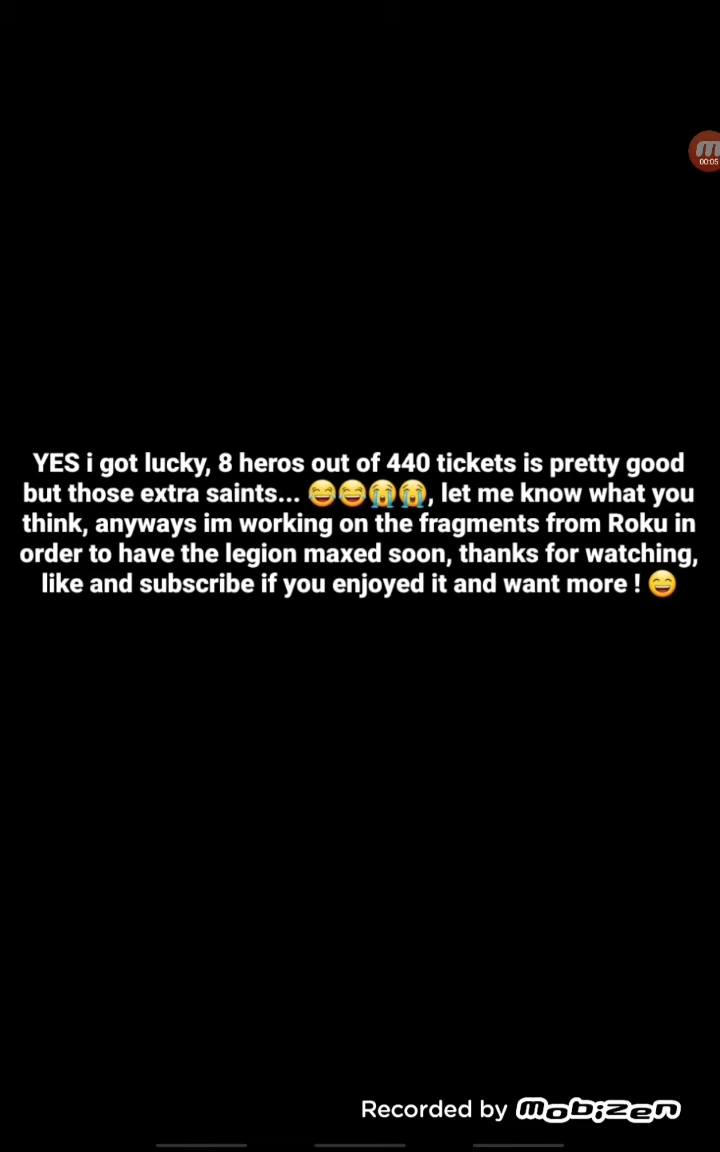 00:05
YES i got lucky, 8 heros out of 440 tickets is pretty good
but those extra saints... 😂😂😭😭, let me know what you
think, anyways im working on the fragments from Roku in
order to have the legion maxed soon, thanks for watching,
like and subscribe if you enjoyed it and want more ! 😄
Recorded by mobizen